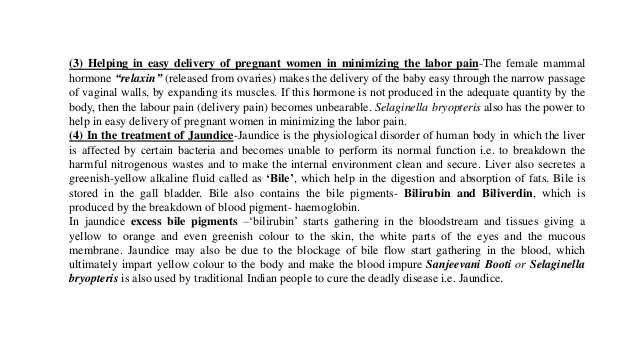 (3) Helping in easy delivery of pregnant women in minimizing the labor pain-The female mammal
hormone “relaxin” (released from ovaries) makes the delivery of the baby easy through the narrow passage
of vaginal walls, by expanding its muscles. If this hormone is not produced in the adequate quantity by the
body, then the labour pain (delivery pain) becomes unbearable. Selaginella bryopteris also has the power to
help in easy delivery of pregnant women in minimizing the labor pain.
(4) In the treatment of Jaundice-Jaundice is the physiological disorder of human body in which the liver
is affected by certain bacteria and becomes unable to perform its normal function i.e. to breakdown the
harmful nitrogenous wastes and to make the internal environment clean and secure. Liver also secretes a
greenish-yellow alkaline fluid called as ‘Bile’, which help in the digestion and absorption of fats. Bile is
stored in the gall bladder. Bile also contains the bile pigments- Bilirubin and Biliverdin, which is
produced by the breakdown of blood pigment- haemoglobin.
In jaundice excess bile pigments –‘bilirubin’ starts gathering in the bloodstream and tissues giving a
yellow to orange and even greenish colour to the skin, the white parts of the eyes and the mucous
membrane. Jaundice may also be due to the blockage of bile flow start gathering in the blood, which
ultimately impart yellow colour to the body and make the blood impure Sanjeevani Booti or Selaginella
bryopteris is also used by traditional Indian people to cure the deadly disease i.e. Jaundice.